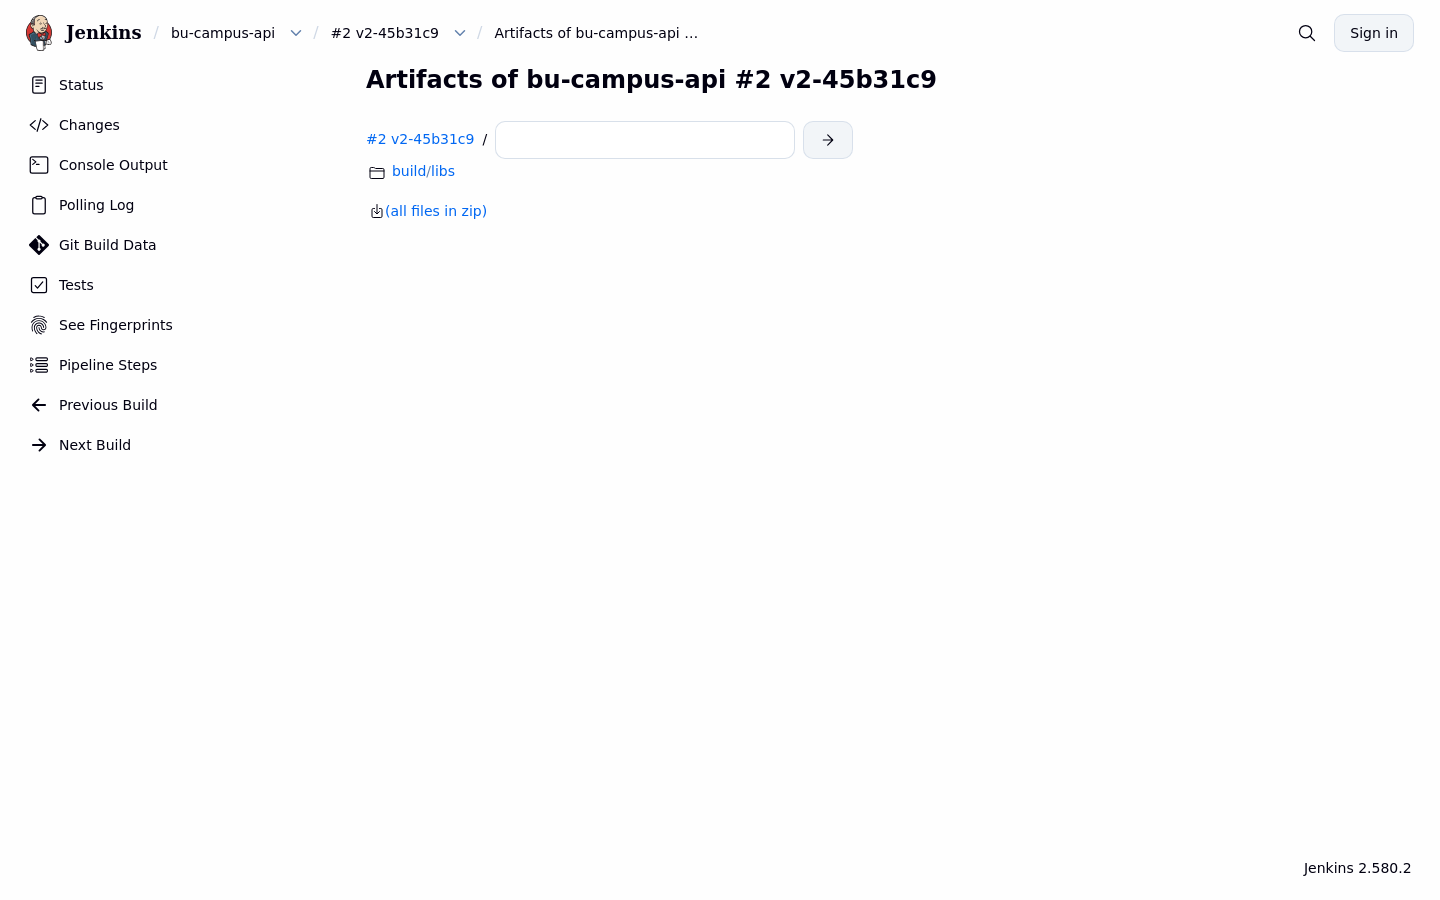 Jenkins / bu-campus-api / #2 v2-45b31c9 / Artifacts of bu-campus-api ... Sign in
Status
Changes
Console Output
Polling Log
Git Build Data
Tests
See Fingerprints
Pipeline Steps
Previous Build
Next Build
Artifacts of bu-campus-api #2 v2-45b31c9
#2 v2-45b31c9 /
build/libs
(all files in zip)
Jenkins 2.580.2